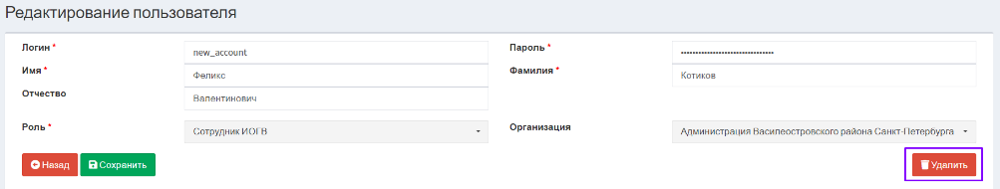 Редактирование пользователя
Логин * new_account Пароль * ••••••••••••••••••••••••••••••••
Имя * Феликс Фамилия * Котиков
Отчество Валентинович
Роль * Сотрудник ИОГВ Организация Администрация Василеостровского района Санкт-Петербурга
Назад Сохранить Удалить